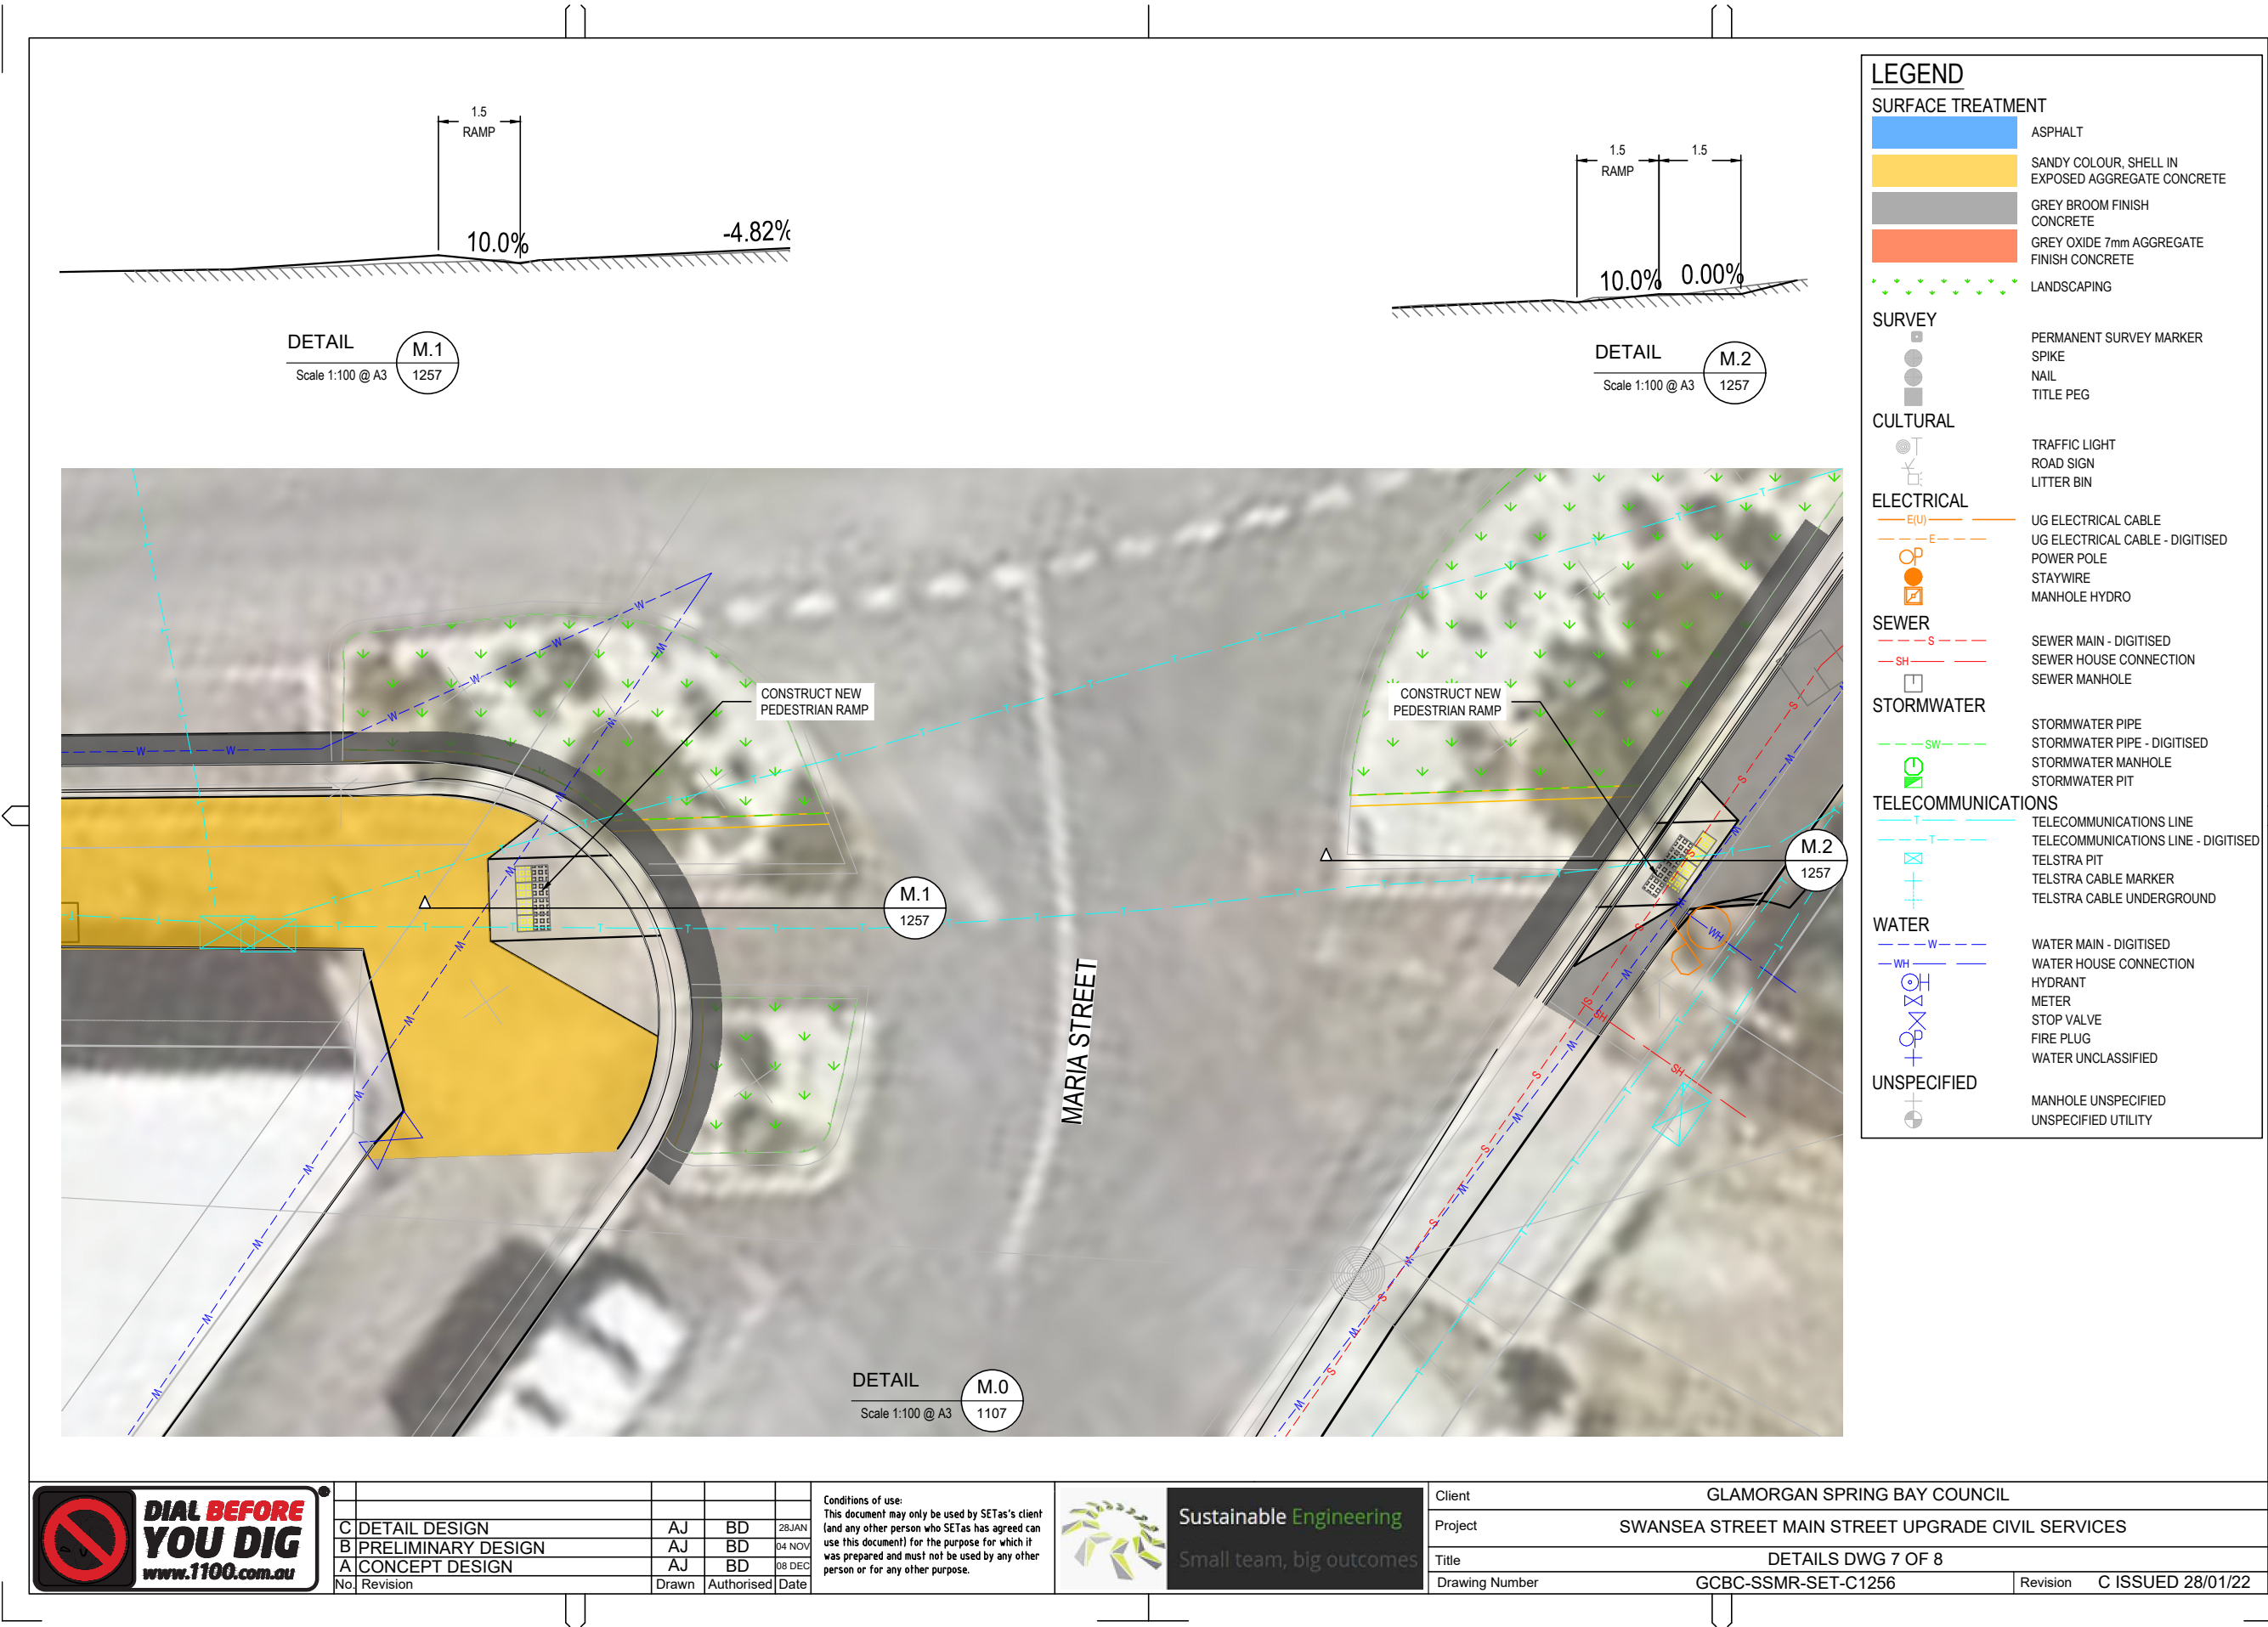 1.5
RAMP
10.0%
-4.82%
DETAIL
Scale 1:100 @ A3
M.1
1257
1.5
RAMP
1.5
10.0%
0.00%
DETAIL
Scale 1:100 @ A3
M.2
1257
CONSTRUCT NEW
PEDESTRIAN RAMP
CONSTRUCT NEW
PEDESTRIAN RAMP
M.1
1257
M.2
1257
MARIA STREET
DETAIL
Scale 1:100 @ A3
M.0
1107
LEGEND
SURFACE TREATMENT
ASPHALT
SANDY COLOUR, SHELL IN
EXPOSED AGGREGATE CONCRETE
GREY BROOM FINISH
CONCRETE
GREY OXIDE 7mm AGGREGATE
FINISH CONCRETE
LANDSCAPING
SURVEY
PERMANENT SURVEY MARKER
SPIKE
NAIL
TITLE PEG
CULTURAL
TRAFFIC LIGHT
ROAD SIGN
LITTER BIN
ELECTRICAL
E(U) UG ELECTRICAL CABLE
E UG ELECTRICAL CABLE - DIGITISED
POWER POLE
STAYWIRE
MANHOLE HYDRO
SEWER
S SEWER MAIN - DIGITISED
SH SEWER HOUSE CONNECTION
SEWER MANHOLE
STORMWATER
STORMWATER PIPE
SW STORMWATER PIPE - DIGITISED
STORMWATER MANHOLE
STORMWATER PIT
TELECOMMUNICATIONS
T TELECOMMUNICATIONS LINE
T TELECOMMUNICATIONS LINE - DIGITISED
TELSTRA PIT
TELSTRA CABLE MARKER
TELSTRA CABLE UNDERGROUND
WATER
W WATER MAIN - DIGITISED
WH WATER HOUSE CONNECTION
HYDRANT
METER
STOP VALVE
FIRE PLUG
WATER UNCLASSIFIED
UNSPECIFIED
MANHOLE UNSPECIFIED
UNSPECIFIED UTILITY
DIAL BEFORE
YOU DIG
www.1100.com.au
C DETAIL DESIGN AJ BD 28JAN
B PRELIMINARY DESIGN AJ BD 04 NOV
A CONCEPT DESIGN AJ BD 08 DEC
No. Revision Drawn Authorised Date
Conditions of use:
This document may only be used by SETas's client
(and any other person who SETas has agreed can
use this document) for the purpose for which it
was prepared and must not be used by any other
person or for any other purpose.
Sustainable Engineering
Small team, big outcomes
Client GLAMORGAN SPRING BAY COUNCIL
Project SWANSEA STREET MAIN STREET UPGRADE CIVIL SERVICES
Title DETAILS DWG 7 OF 8
Drawing Number GCBC-SSMR-SET-C1256 Revision C ISSUED 28/01/22